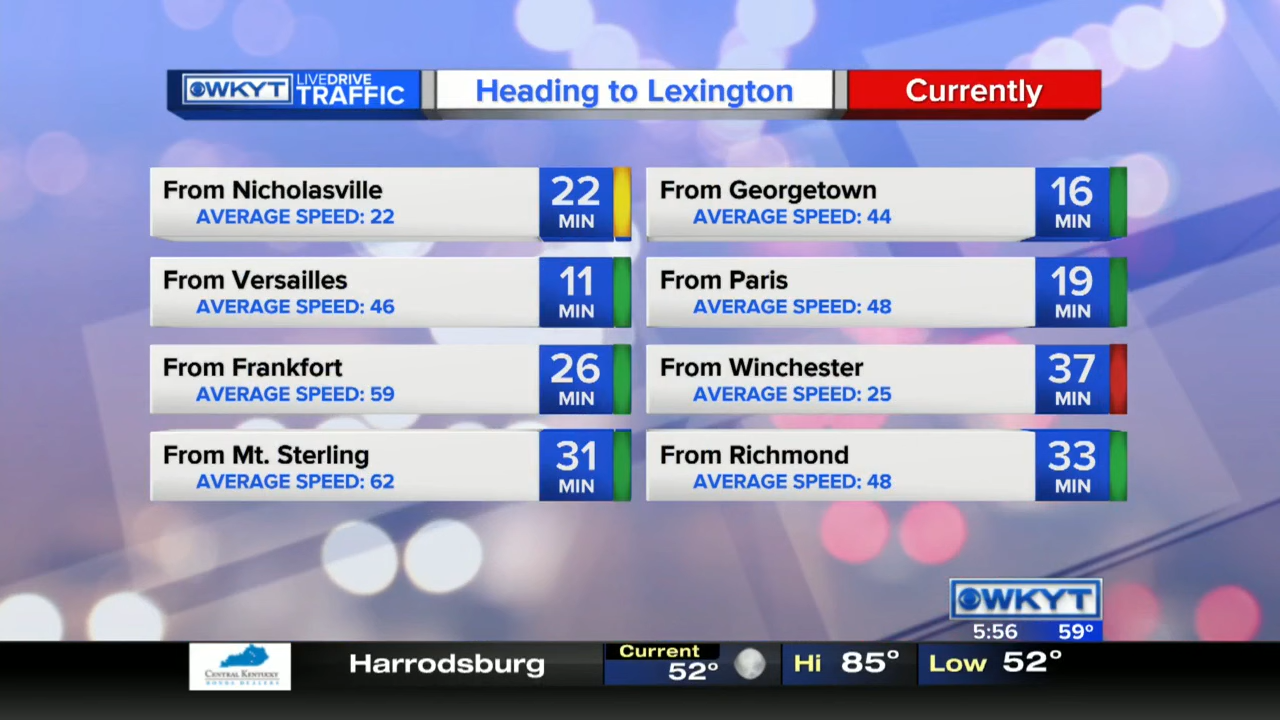 WKYT LIVEDRIVE TRAFFIC
Heading to Lexington
Currently
From Nicholasville
AVERAGE SPEED: 22
22 MIN
From Georgetown
AVERAGE SPEED: 44
16 MIN
From Versailles
AVERAGE SPEED: 46
11 MIN
From Paris
AVERAGE SPEED: 48
19 MIN
From Frankfort
AVERAGE SPEED: 59
26 MIN
From Winchester
AVERAGE SPEED: 25
37 MIN
From Mt. Sterling
AVERAGE SPEED: 62
31 MIN
From Richmond
AVERAGE SPEED: 48
33 MIN
WKYT
5:56 59°
CENTRAL KENTUCKY
HONDA DEALERS
Harrodsburg
Current
52°
Hi 85°
Low 52°